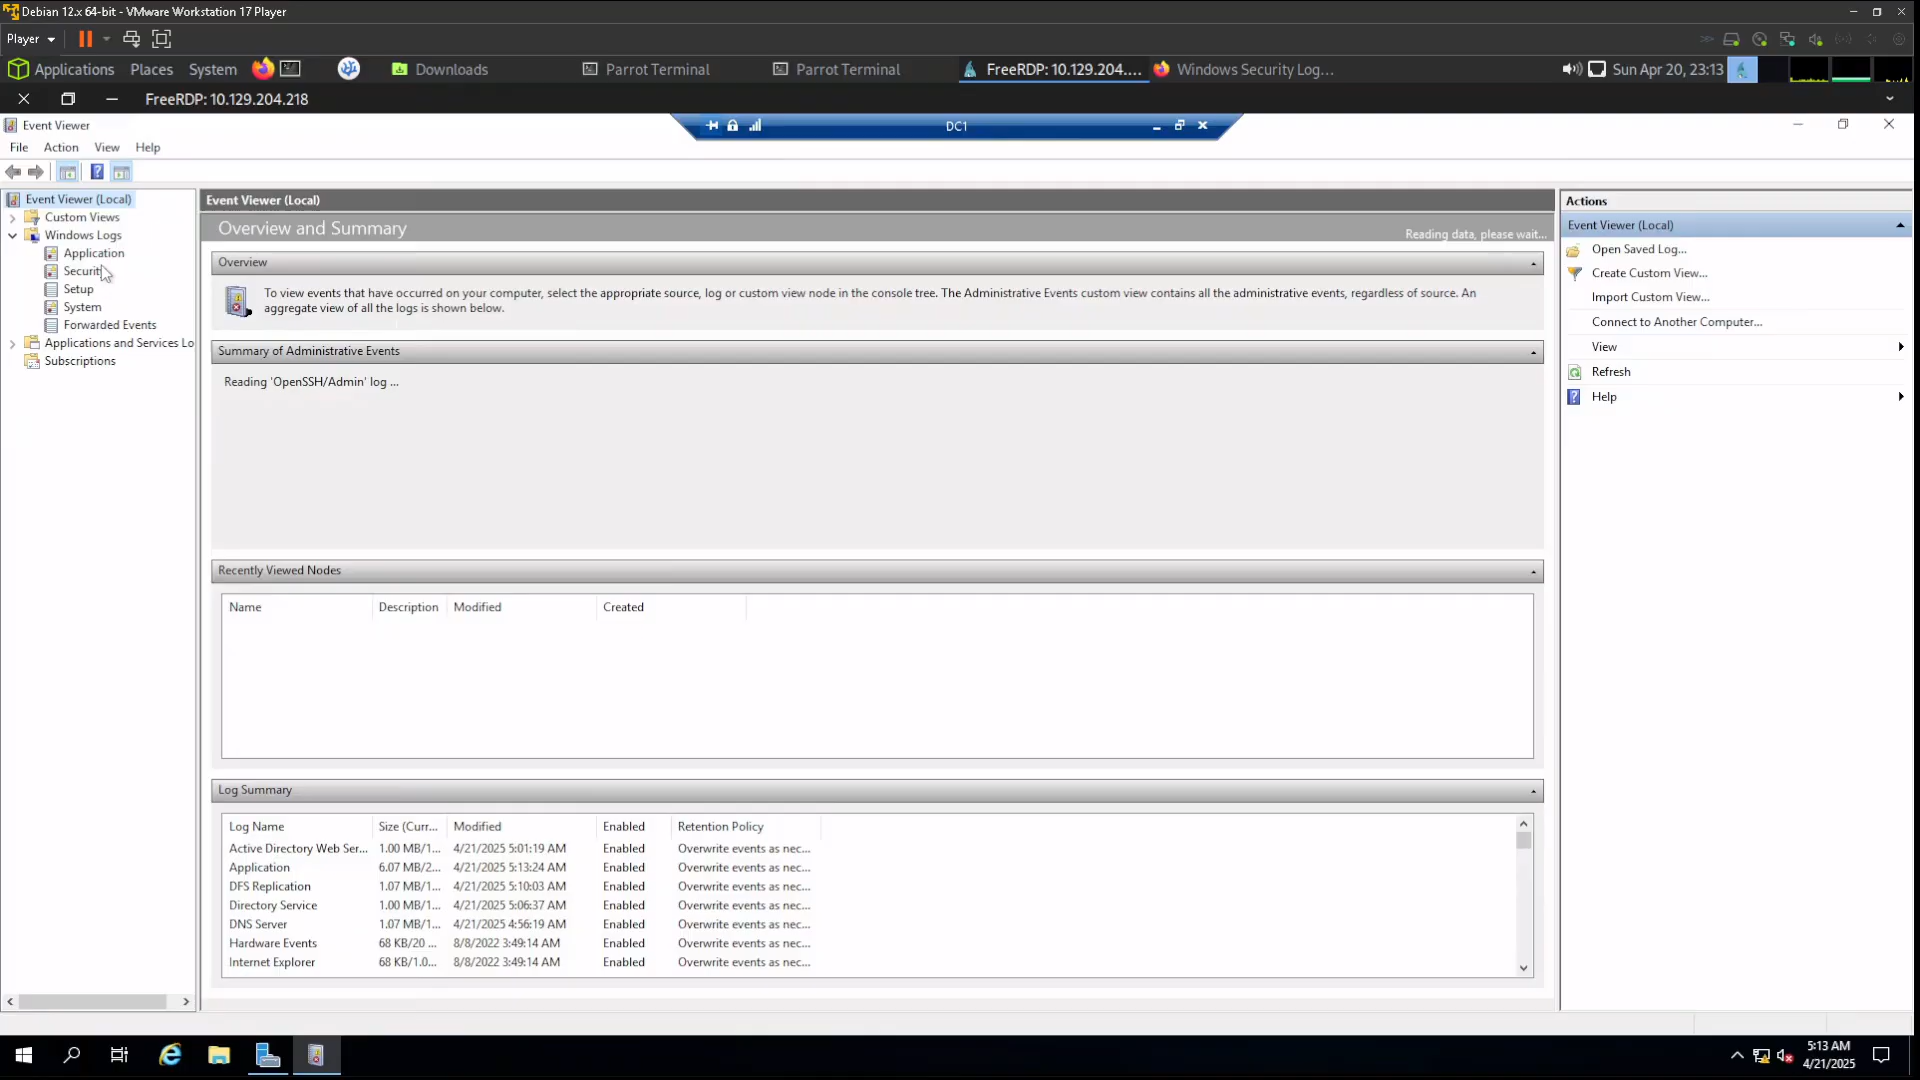 Debian 12.x 64-bit - VMware Workstation 17 Player
Player
Applications Places System Downloads Parrot Terminal Parrot Terminal FreeRDP: 10.129.204.... Windows Security Log... Sun Apr 20, 23:13
FreeRDP: 10.129.204.218
Event Viewer
DC1
File Action View Help
Event Viewer (Local)
Custom Views
Windows Logs
Application
Security
Setup
System
Forwarded Events
Applications and Services Lo
Subscriptions
Event Viewer (Local)
Overview and Summary
Reading data, please wait...
Overview
To view events that have occurred on your computer, select the appropriate source, log or custom view node in the console tree. The Administrative Events custom view contains all the administrative events, regardless of source. An
aggregate view of all the logs is shown below.
Summary of Administrative Events
Reading 'OpenSSH/Admin' log ...
Recently Viewed Nodes
Name Description Modified Created
Log Summary
Log Name Size (Curr... Modified Enabled Retention Policy
Active Directory Web Ser... 1.00 MB/1... 4/21/2025 5:01:19 AM Enabled Overwrite events as nec...
Application 6.07 MB/2... 4/21/2025 5:13:24 AM Enabled Overwrite events as nec...
DFS Replication 1.07 MB/1... 4/21/2025 5:10:03 AM Enabled Overwrite events as nec...
Directory Service 1.00 MB/1... 4/21/2025 5:06:37 AM Enabled Overwrite events as nec...
DNS Server 1.07 MB/1... 4/21/2025 4:56:19 AM Enabled Overwrite events as nec...
Hardware Events 68 KB/20 ... 8/8/2022 3:49:14 AM Enabled Overwrite events as nec...
Internet Explorer 68 KB/1.0... 8/8/2022 3:49:14 AM Enabled Overwrite events as nec...
Actions
Event Viewer (Local)
Open Saved Log...
Create Custom View...
Import Custom View...
Connect to Another Computer...
View
Refresh
Help
5:13 AM
4/21/2025